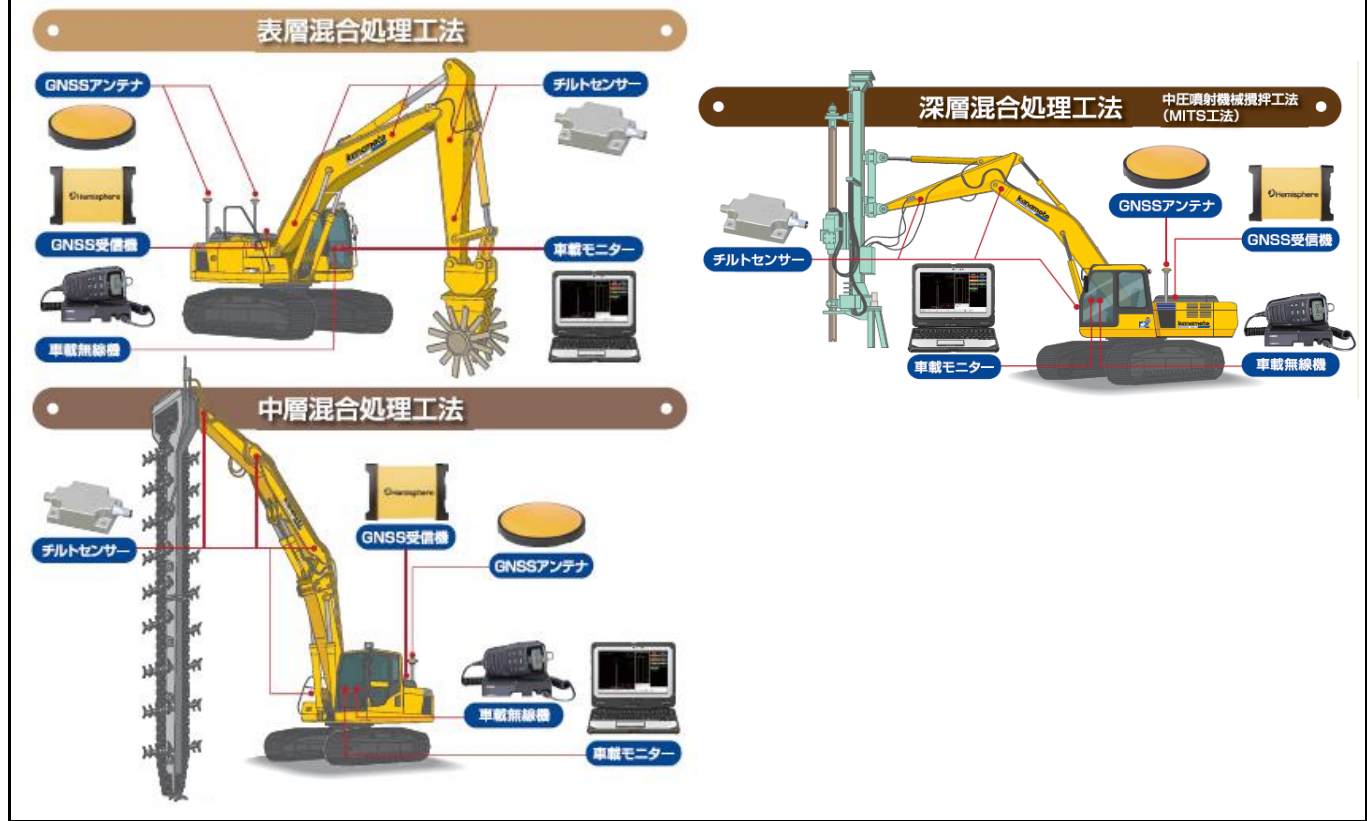 表層混合処理工法
GNSSアンテナ
チルトセンサー
kanamoto
Hemisphere
GNSS受信機
車載モニター
車載無線機
深層混合処理工法
中圧噴射機械攪拌工法
（MITS工法）
GNSSアンテナ
kanamoto
Hemisphere
GNSS受信機
チルトセンサー
kanamoto
車載モニター
車載無線機
中層混合処理工法
Hemisphere
kanamoto
GNSS受信機
チルトセンサー
GNSSアンテナ
車載無線機
車載モニター